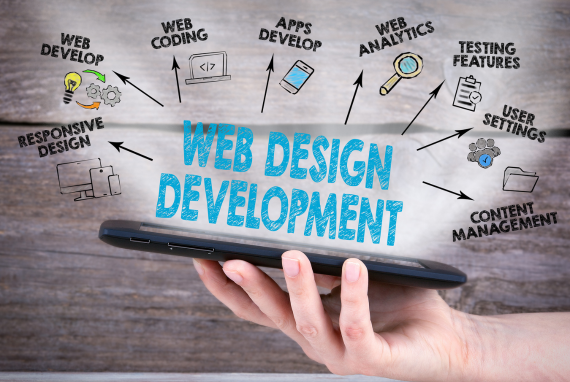 WEB
DEVELOP
WEB
CODING
</>
APPS
DEVELOP
WEB
ANALYTICS
TESTING
FEATURES
USER
SETTINGS
RESPONSIVE
DESIGN
WEB DESIGN
DEVELOPMENT
CONTENT
MANAGEMENT